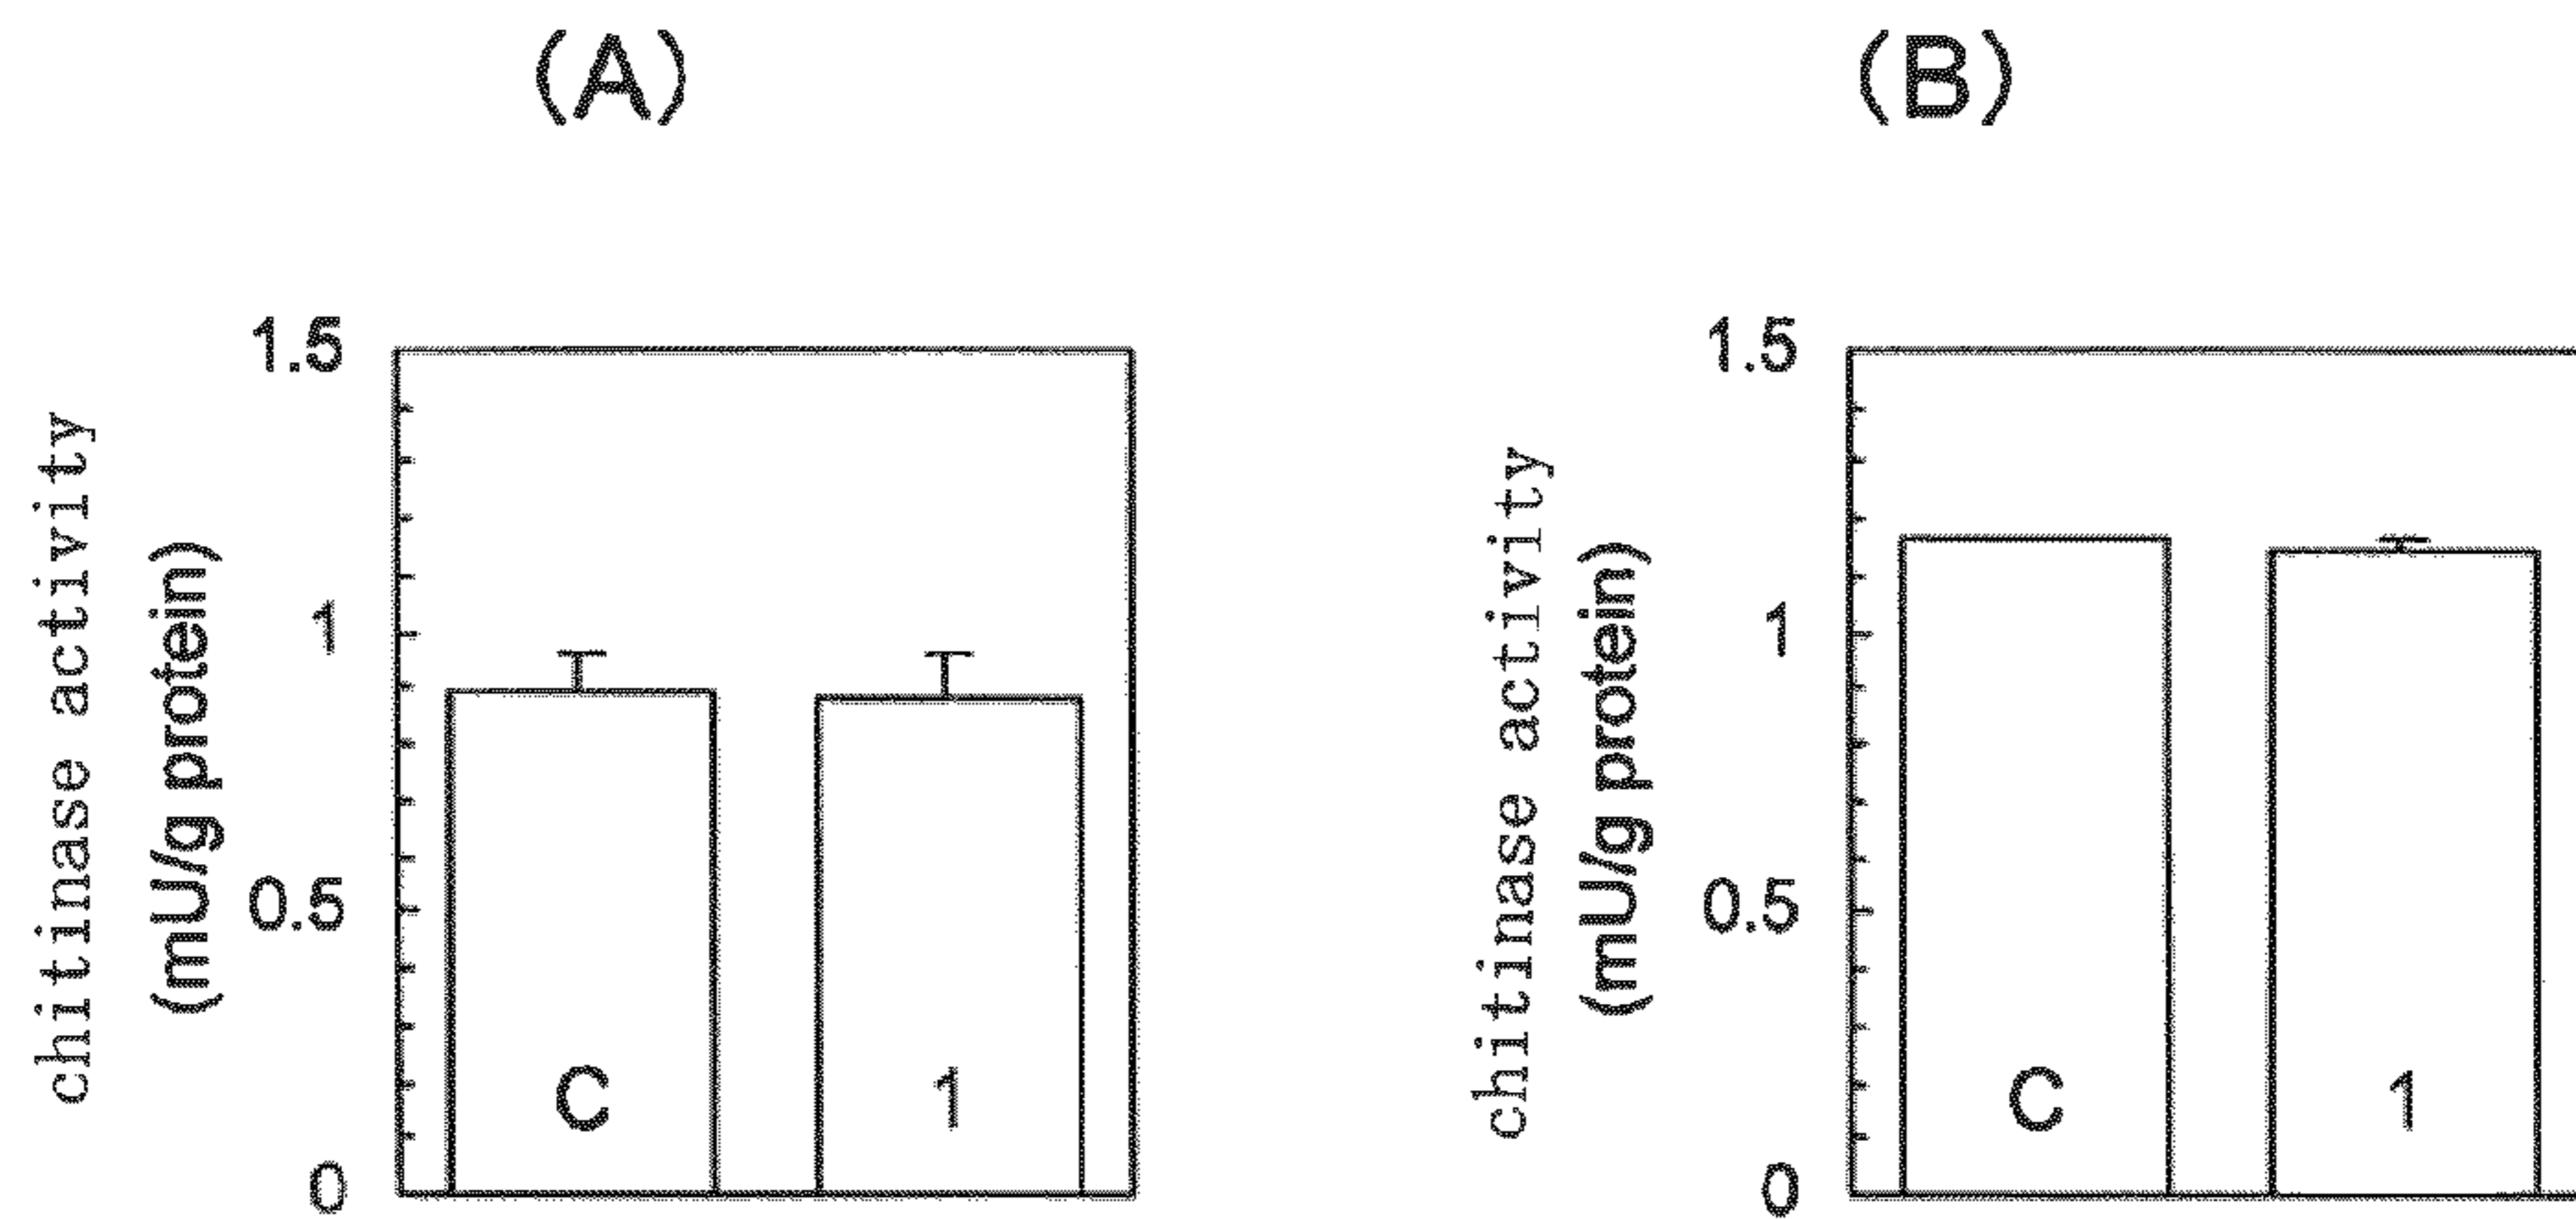 (A)
chitinase activity
(mU/g protein)
1.5
1
0.5
0
C
1
(B)
chitinase activity
(mU/g protein)
1.5
1
0.5
0
C
1